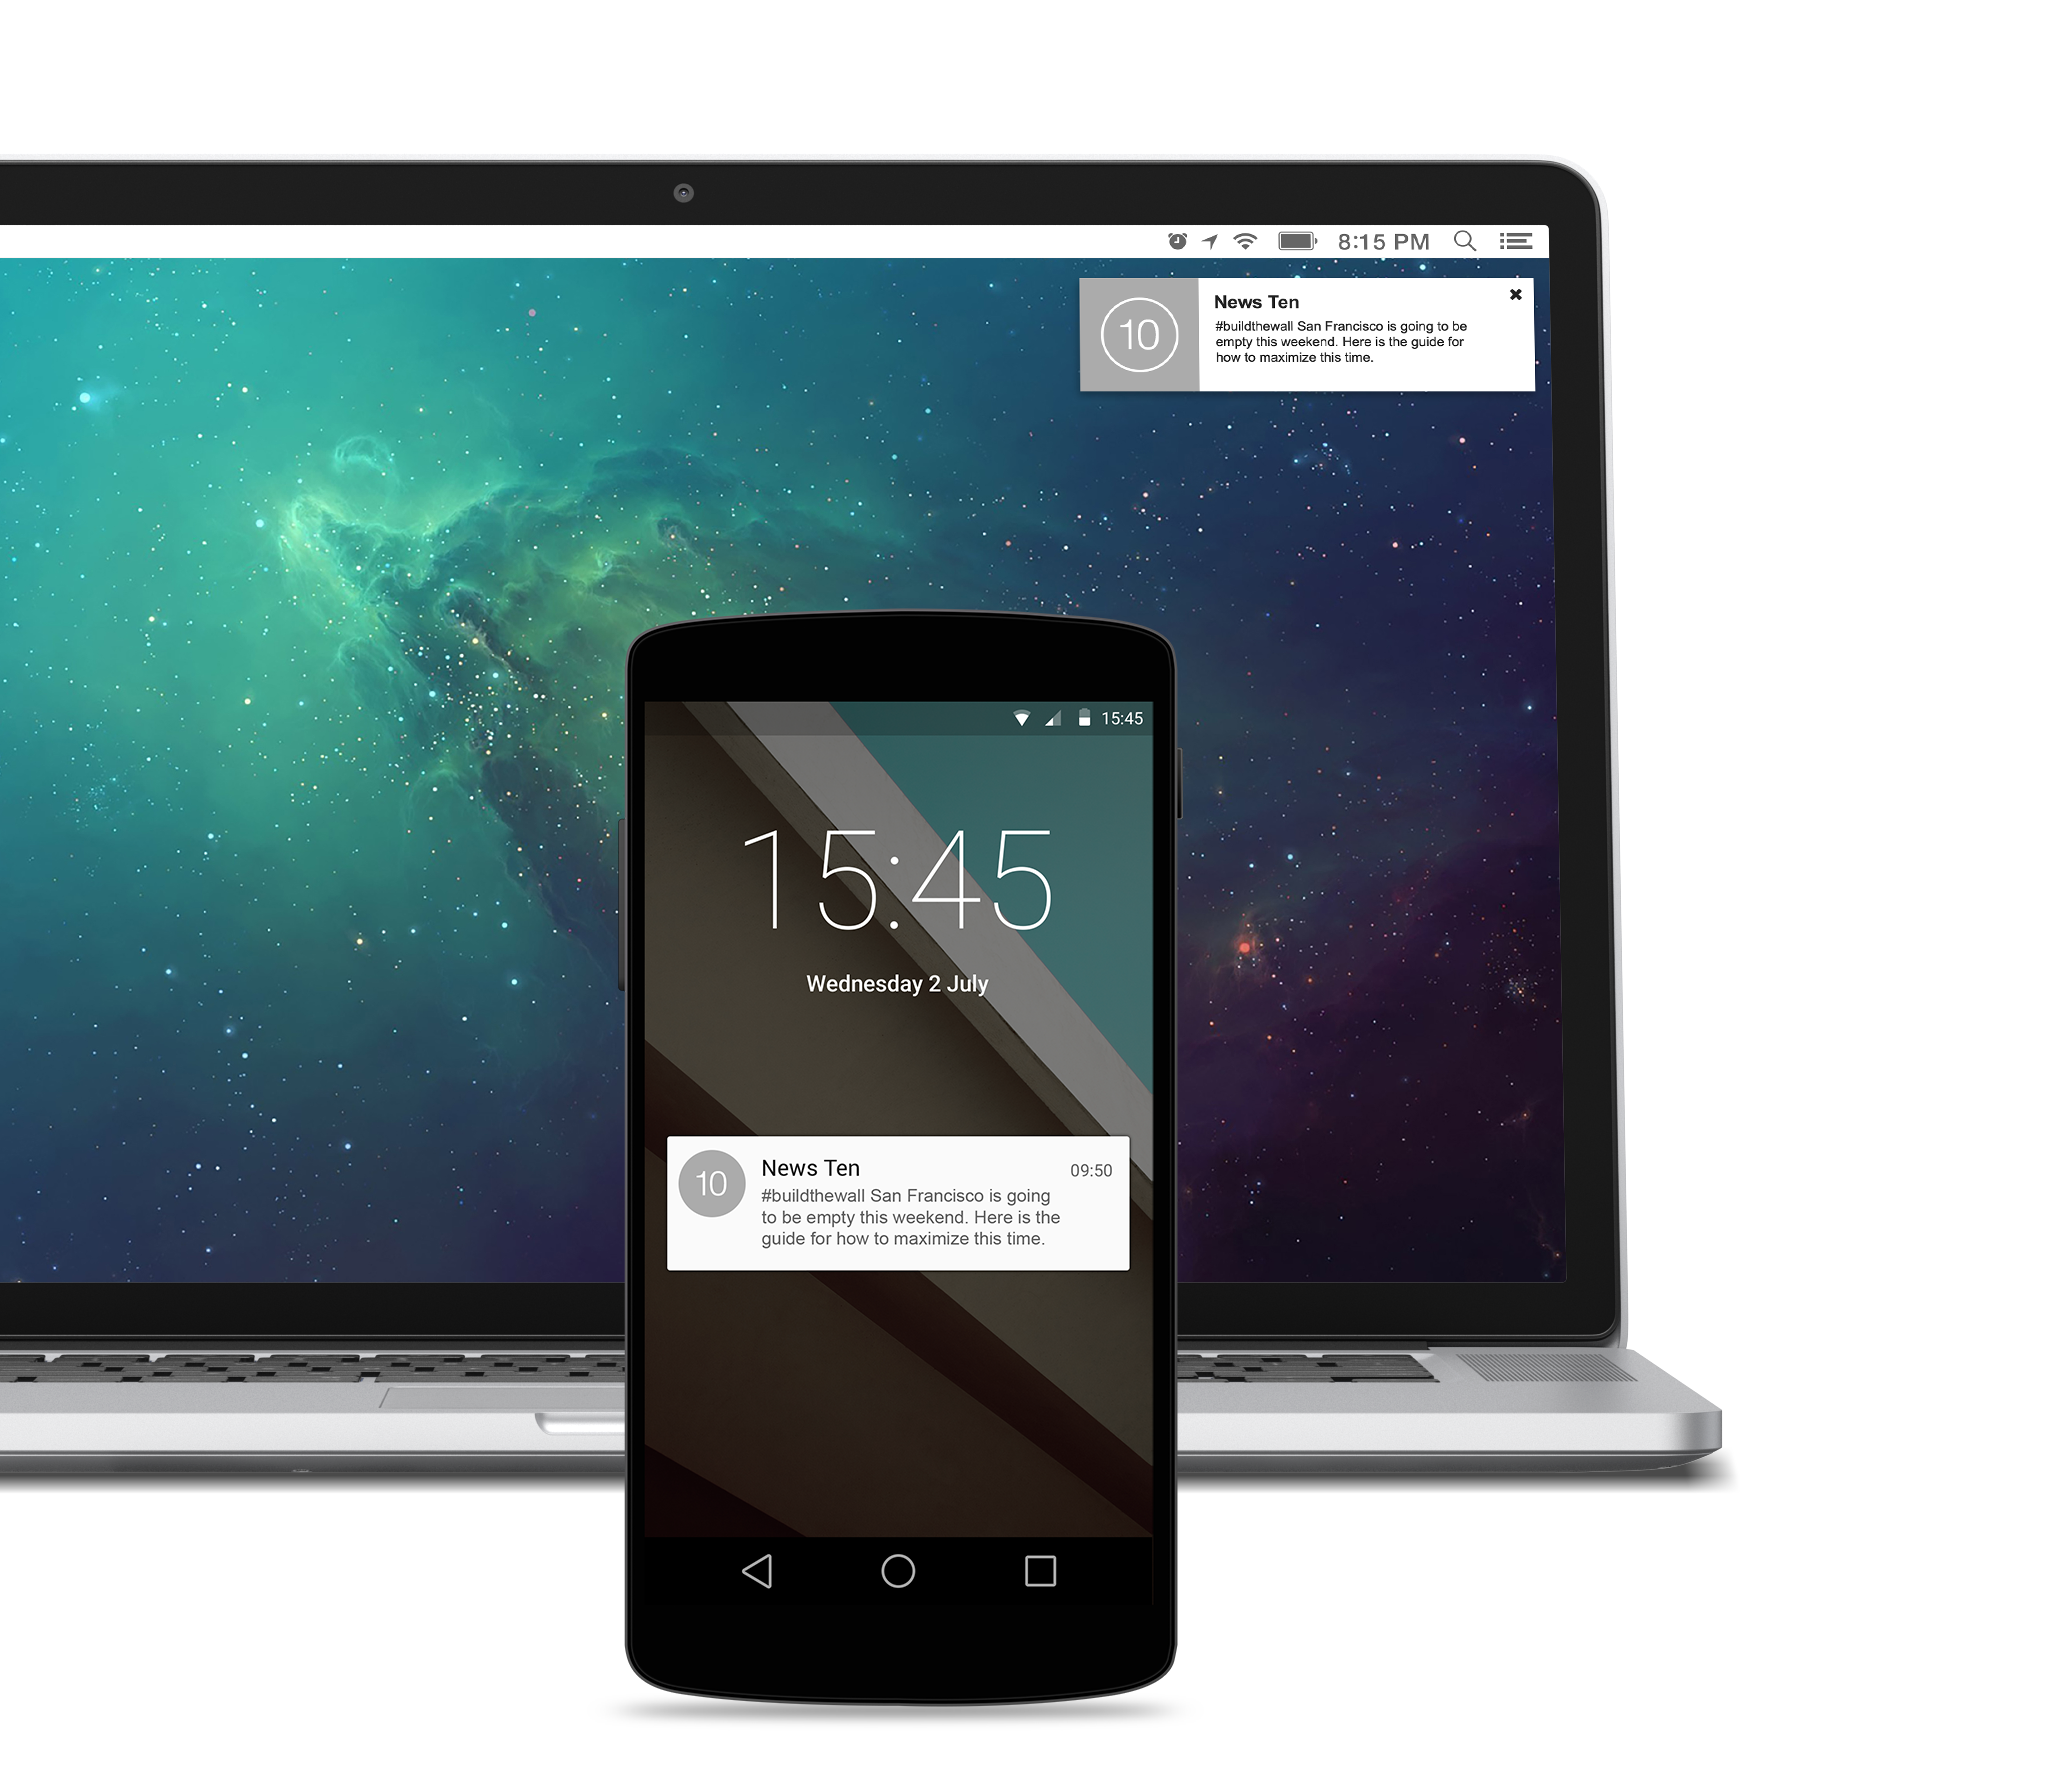 8:15 PM
10
News Ten
#buildthewall San Francisco is going to be
empty this weekend. Here is the guide for
how to maximize this time.
15:45
15:45
Wednesday 2 July
10
News Ten
09:50
#buildthewall San Francisco is going
to be empty this weekend. Here is the
guide for how to maximize this time.